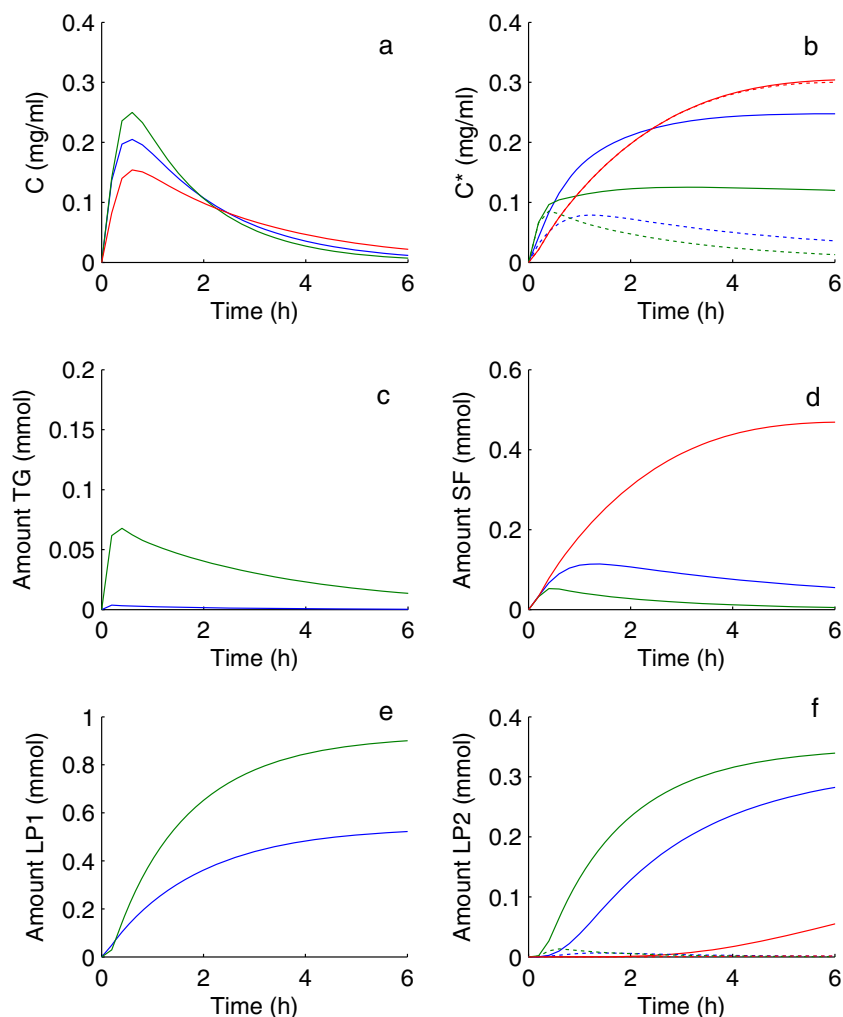 a
0.4
0.3
0.2
0.1
0
C (mg/ml)
0 2 4 6
Time (h)
b
0.4
0.3
0.2
0.1
0
C* (mg/ml)
0 2 4 6
Time (h)
c
0.2
0.15
0.1
0.05
0
Amount TG (mmol)
0 2 4 6
Time (h)
d
0.6
0.4
0.2
0
Amount SF (mmol)
0 2 4 6
Time (h)
e
1
0.8
0.6
0.4
0.2
0
Amount LP1 (mmol)
0 2 4 6
Time (h)
f
0.4
0.3
0.2
0.1
0
Amount LP2 (mmol)
0 2 4 6
Time (h)